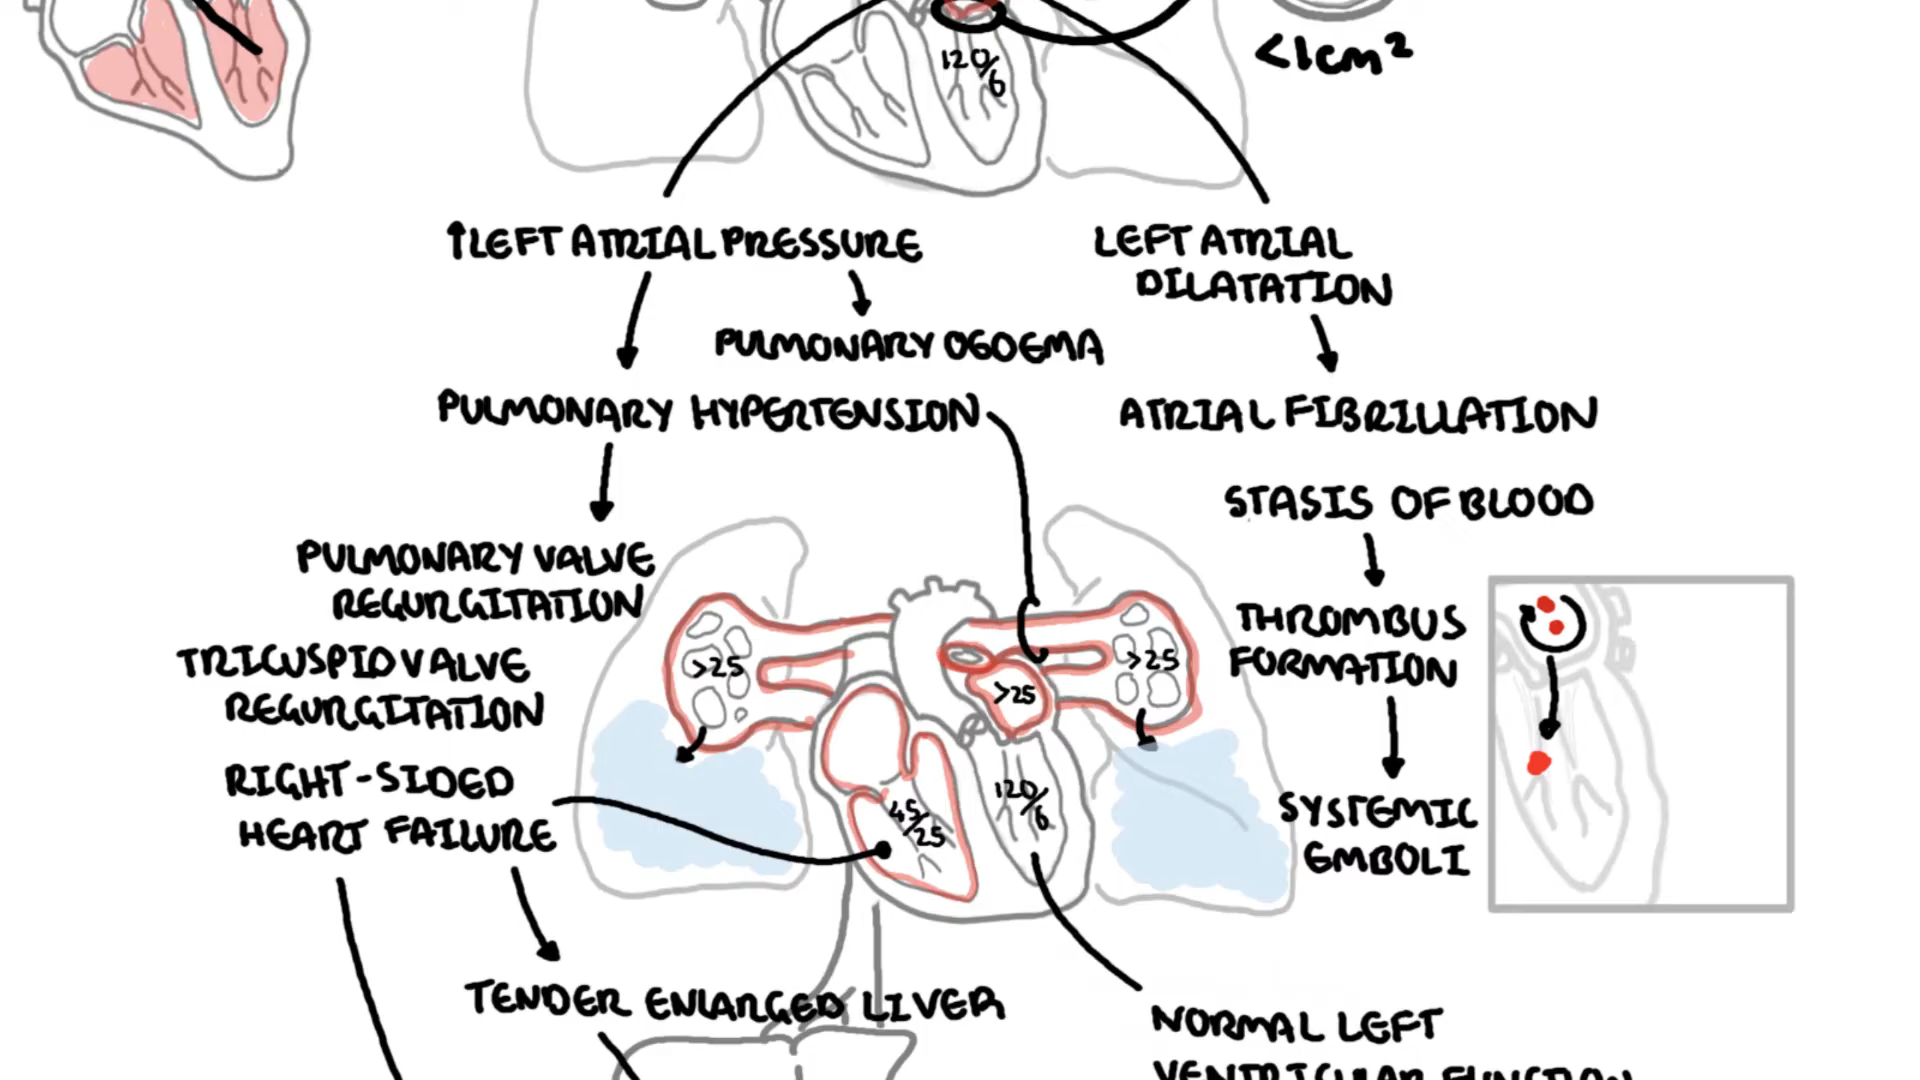 <1cm²
120/6
↑LEFT ATRIAL PRESSURE
LEFT ATRIAL
DILATATION
PULMONARY OEDEMA
PULMONARY HYPERTENSION
ATRIAL FIBRILLATION
STASIS OF BLOOD
PULMONARY VALVE
REGURGITATION
THROMBUS
FORMATION
TRICUSPID VALVE
REGURGITATION
>25
>25
>25
RIGHT-SIDED
HEART FAILURE
45/25
120/6
SYSTEMIC
EMBOLI
TENDER ENLARGED LIVER
NORMAL LEFT
VENTRICULAR FUNCTION